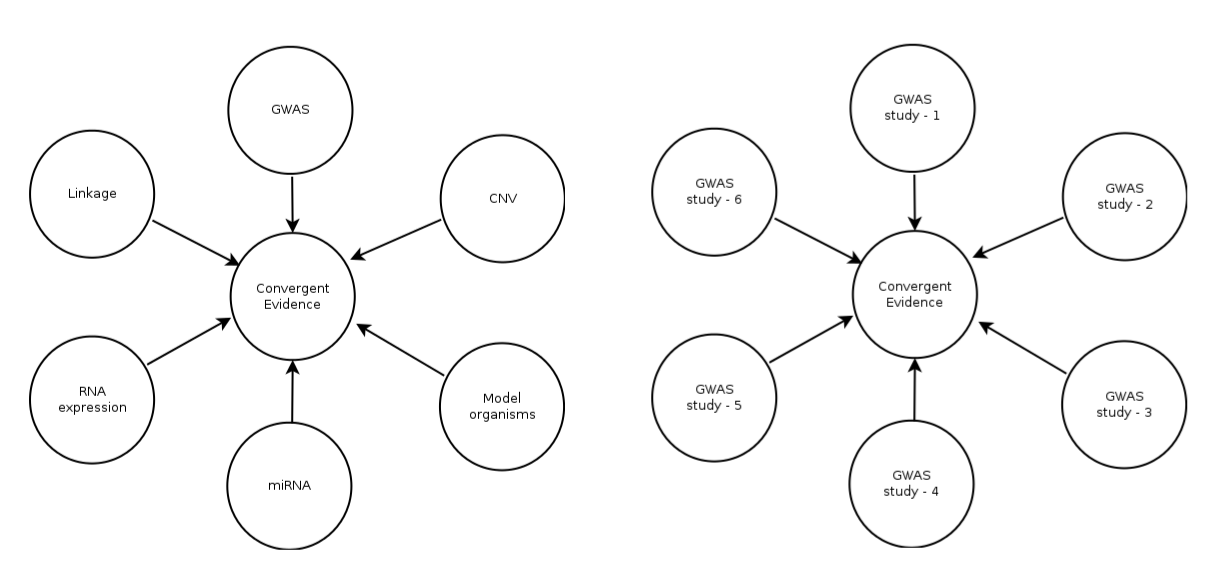 GWAS
Linkage
CNV
Convergent
Evidence
RNA
expression
Model
organisms
miRNA
GWAS
study - 1
GWAS
study - 6
GWAS
study - 2
Convergent
Evidence
GWAS
study - 5
GWAS
study - 3
GWAS
study - 4